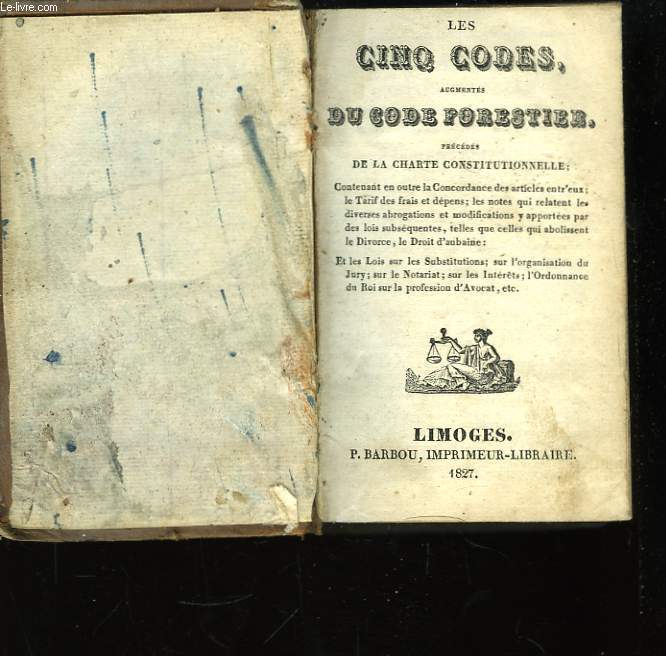 Le-livre.com
LES
CINQ CODES,
AUGMENTÉS
DU CODE FORESTIER,
PRÉCÉDÉS
DE LA CHARTE CONSTITUTIONNELLE;
Contenant en outre la Concordance des articles entr'eux;
le Tarif des frais et dépens; les notes qui relatent les
diverses abrogations et modifications y apportées par
des lois subséquentes, telles que celles qui abolissent
le Divorce, le Droit d'aubaine:
Et les Lois sur les Substitutions; sur l'organisation du
Jury; sur le Notariat; sur les Intérêts; l'Ordonnance
du Roi sur la profession d'Avocat, etc.
LIMOGES.
P. BARBOU, IMPRIMEUR-LIBRAIRE.
1827.